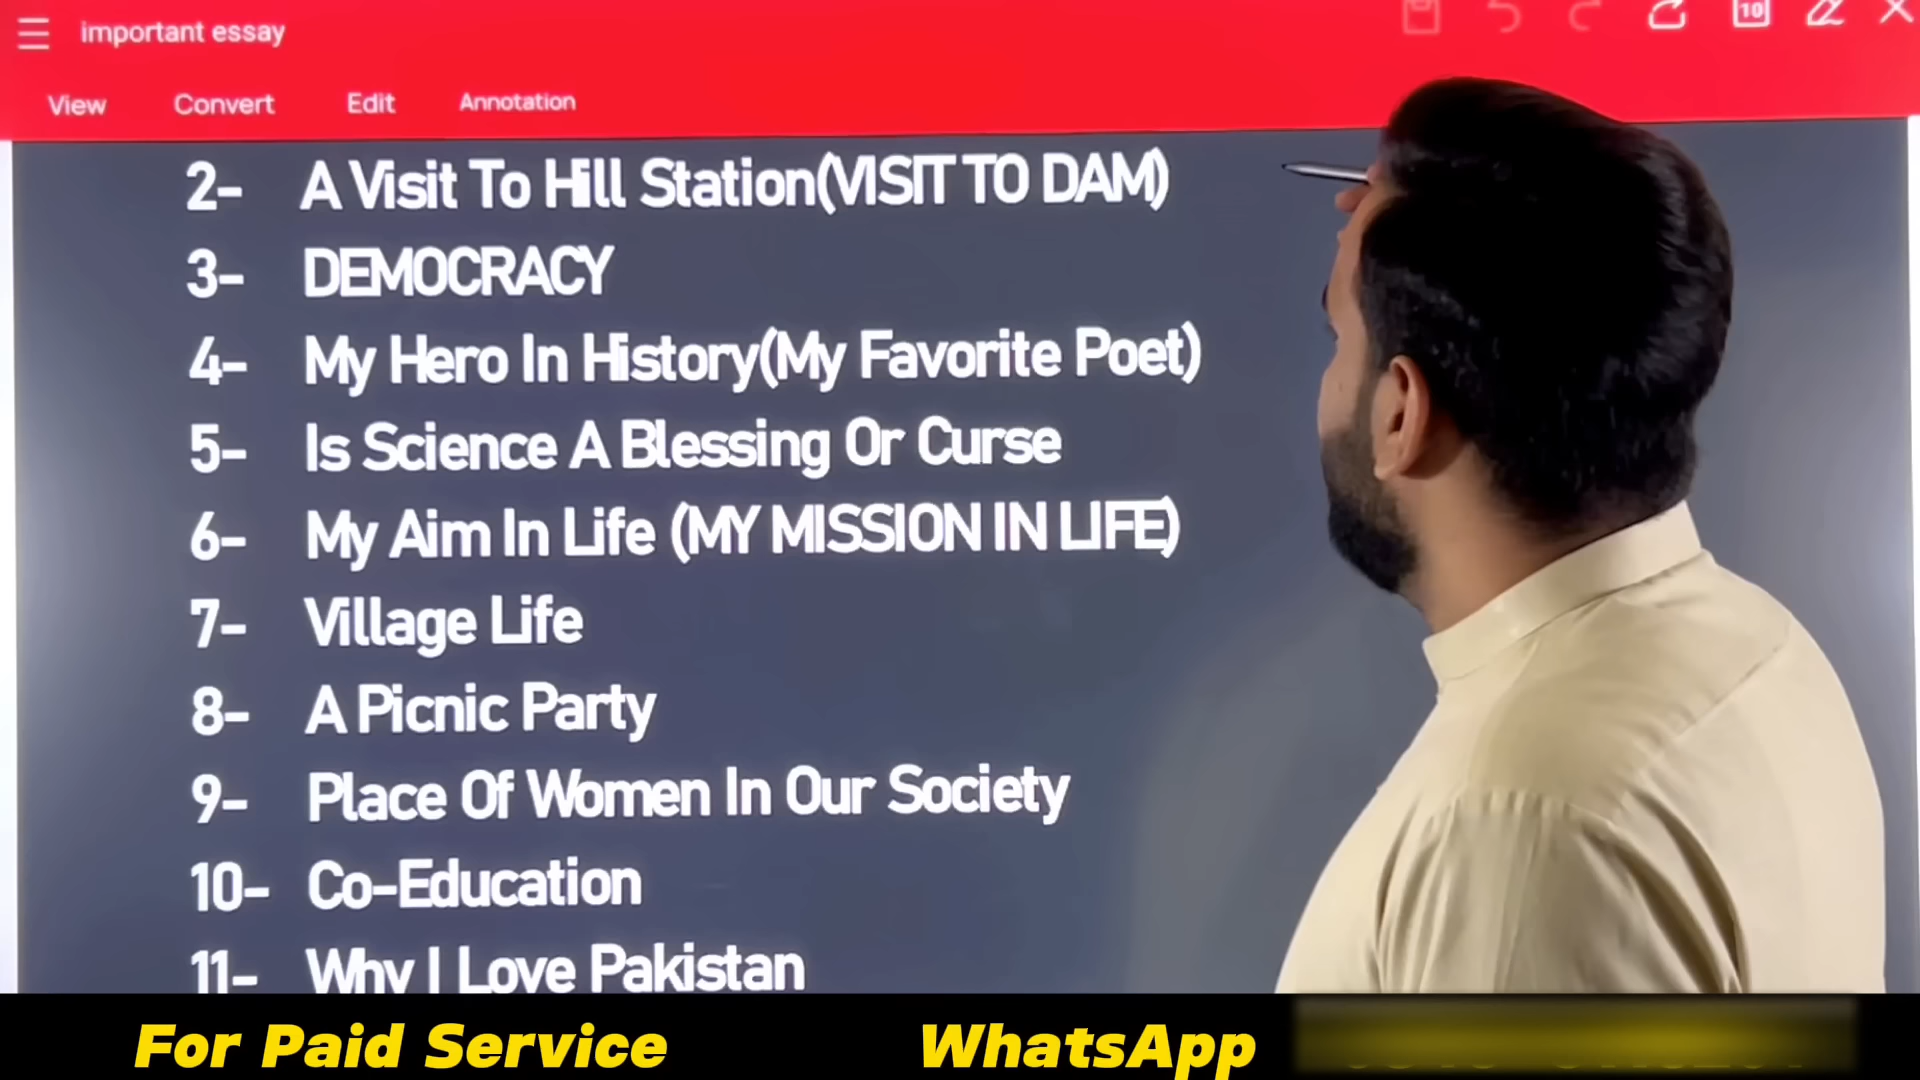 important essay
View Convert Edit Annotation
2- A Visit To Hill Station(VISIT TO DAM)
3- DEMOCRACY
4- My Hero In History(My Favorite Poet)
5- Is Science A Blessing Or Curse
6- My Aim In Life (MY MISSION IN LIFE)
7- Village Life
8- A Picnic Party
9- Place Of Women In Our Society
10- Co-Education
11- Why I Love Pakistan
For Paid Service WhatsApp